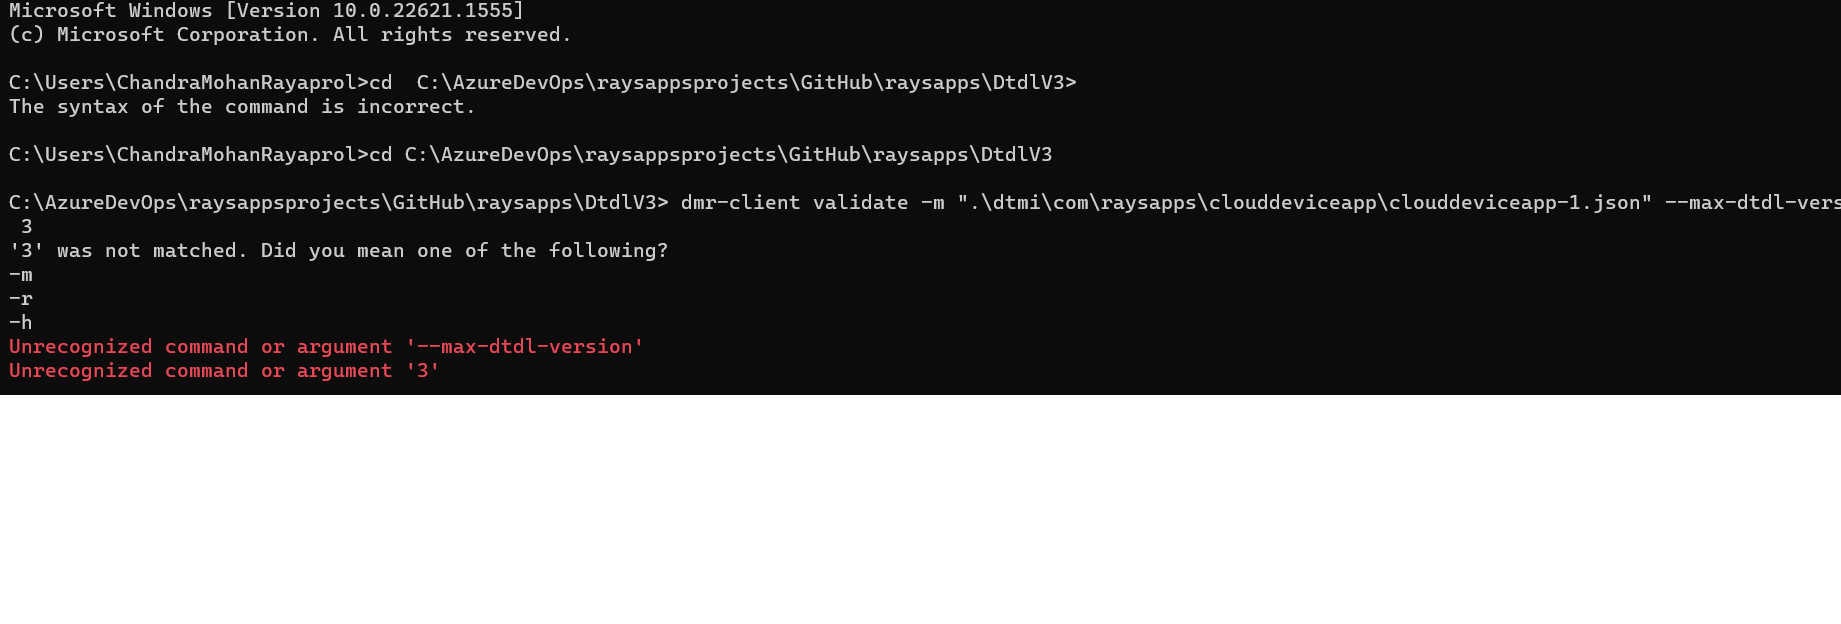 Microsoft Windows [Version 10.0.22621.1555]
(c) Microsoft Corporation. All rights reserved.
C:\Users\ChandraMohanRayaprol>cd  C:\AzureDevOps\raysappsprojects\GitHub\raysapps\DtdlV3>
The syntax of the command is incorrect.
C:\Users\ChandraMohanRayaprol>cd C:\AzureDevOps\raysappsprojects\GitHub\raysapps\DtdlV3
C:\AzureDevOps\raysappsprojects\GitHub\raysapps\DtdlV3> dmr-client validate -m ".\dtmi\com\raysapps\clouddeviceapp\clouddeviceapp-1.json" --max-dtdl-vers
3
'3' was not matched. Did you mean one of the following?
-m
-r
-h
Unrecognized command or argument '--max-dtdl-version'
Unrecognized command or argument '3'